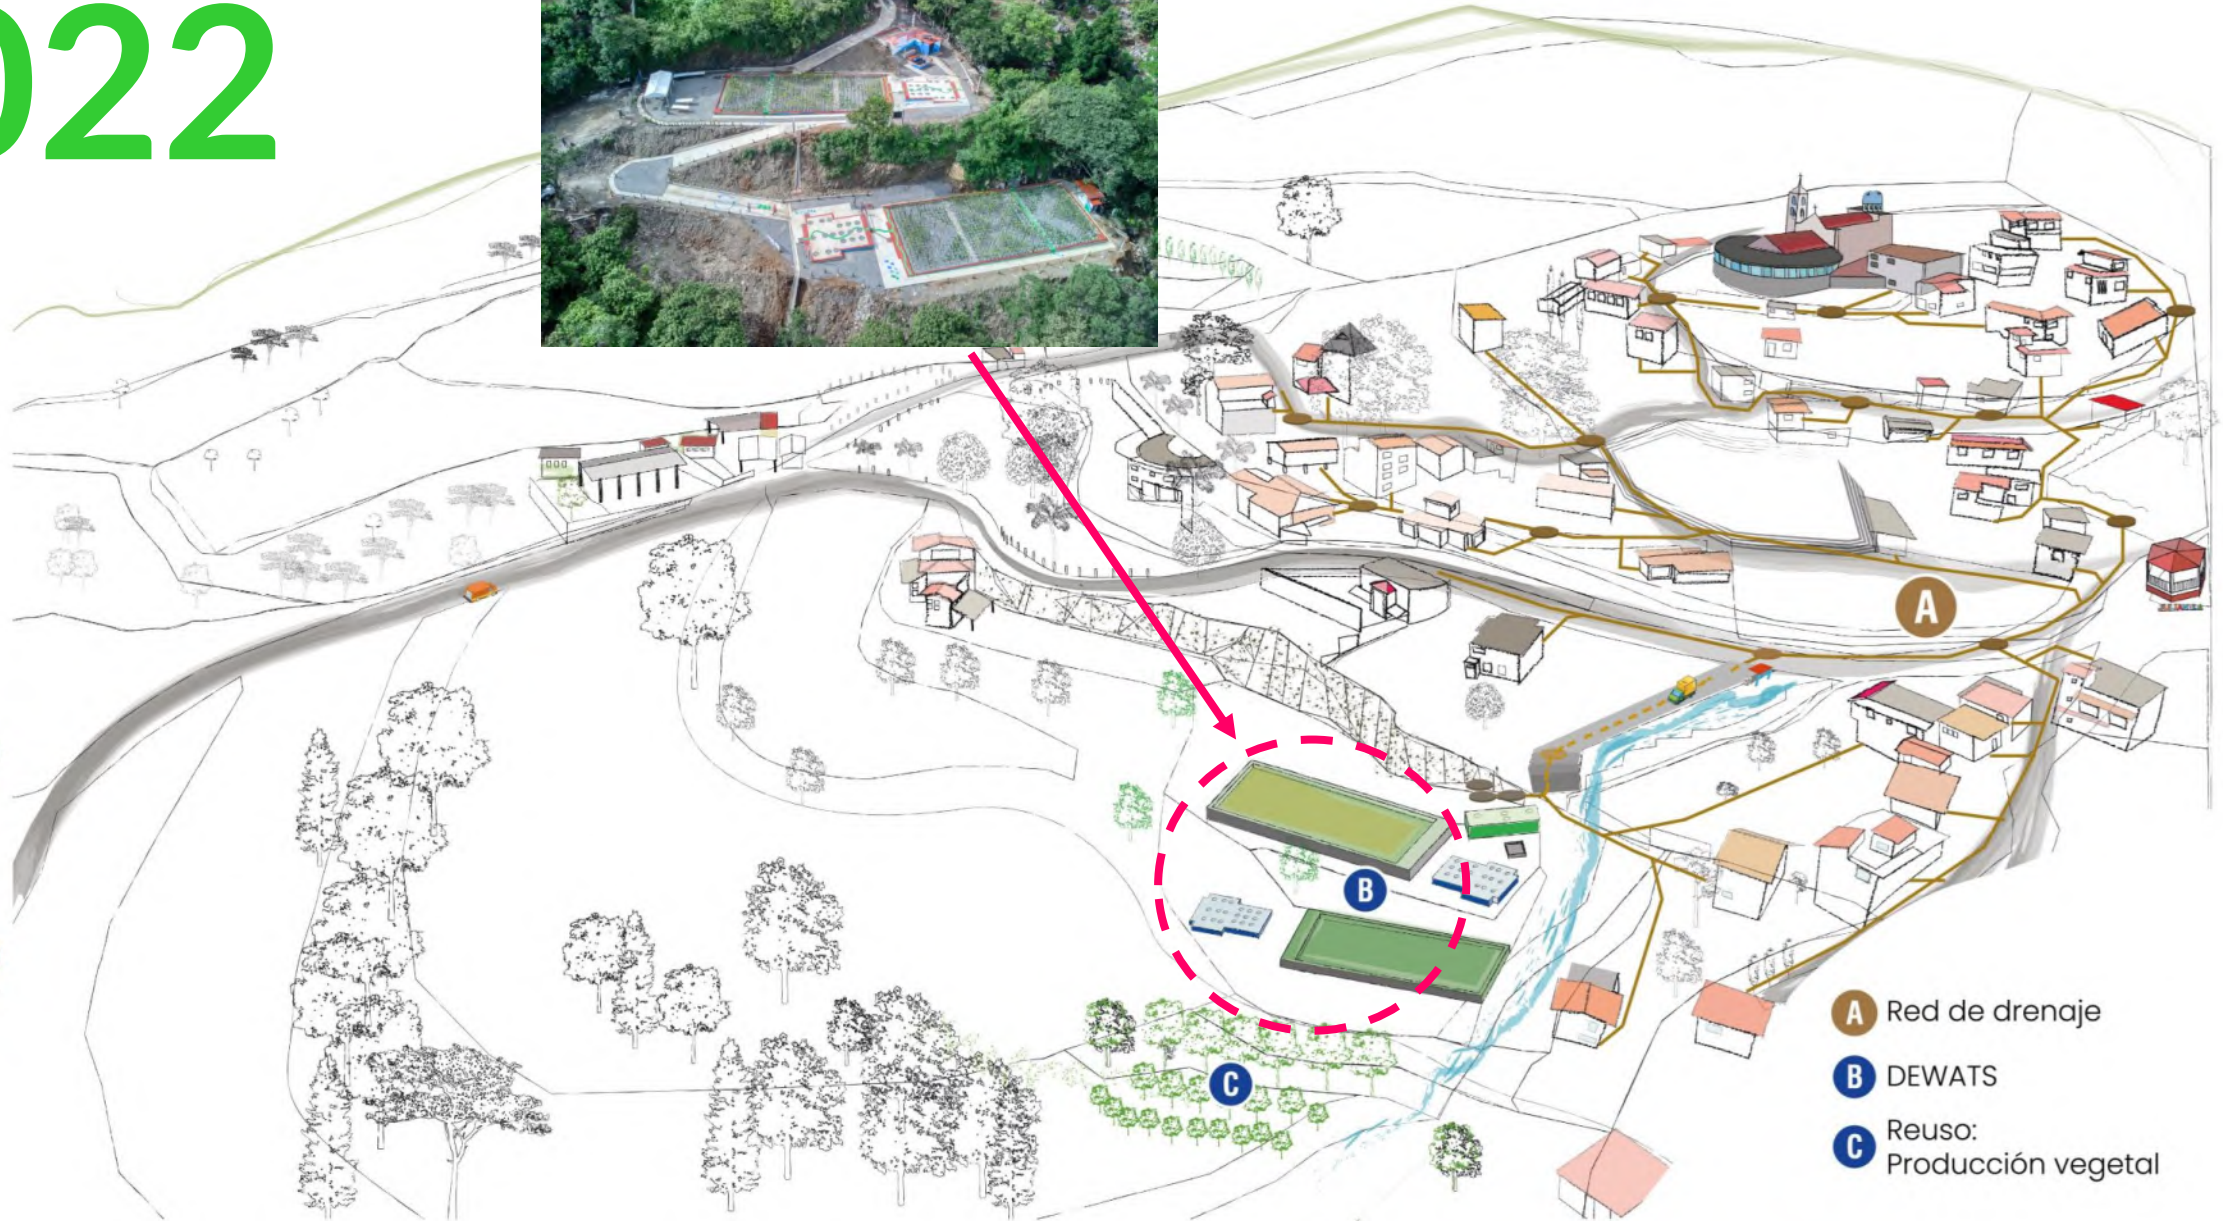 022
A
B
C
A Red de drenaje
B DEWATS
C Reuso:
Producción vegetal